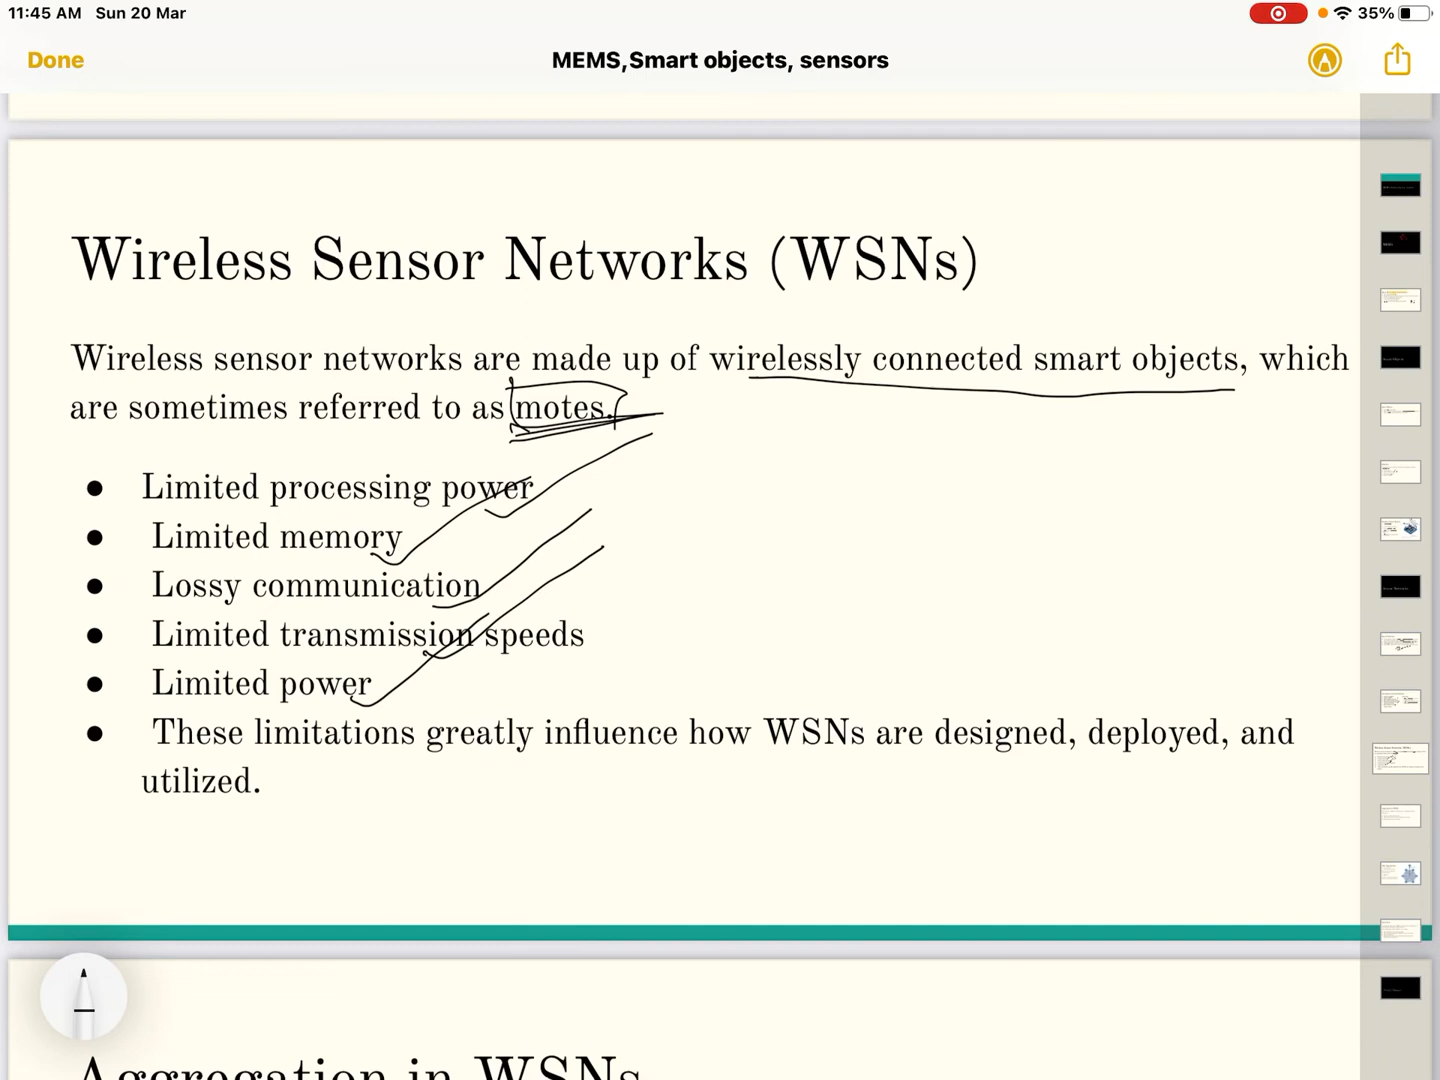 11:45 AM Sun 20 Mar
35%
Done
MEMS,Smart objects, sensors
Wireless Sensor Networks (WSNs)
Wireless sensor networks are made up of wirelessly connected smart objects, which
are sometimes referred to as motes.
● Limited processing power
● Limited memory
● Lossy communication
● Limited transmission speeds
● Limited power
● These limitations greatly influence how WSNs are designed, deployed, and
utilized.
Aggregation in WSNs